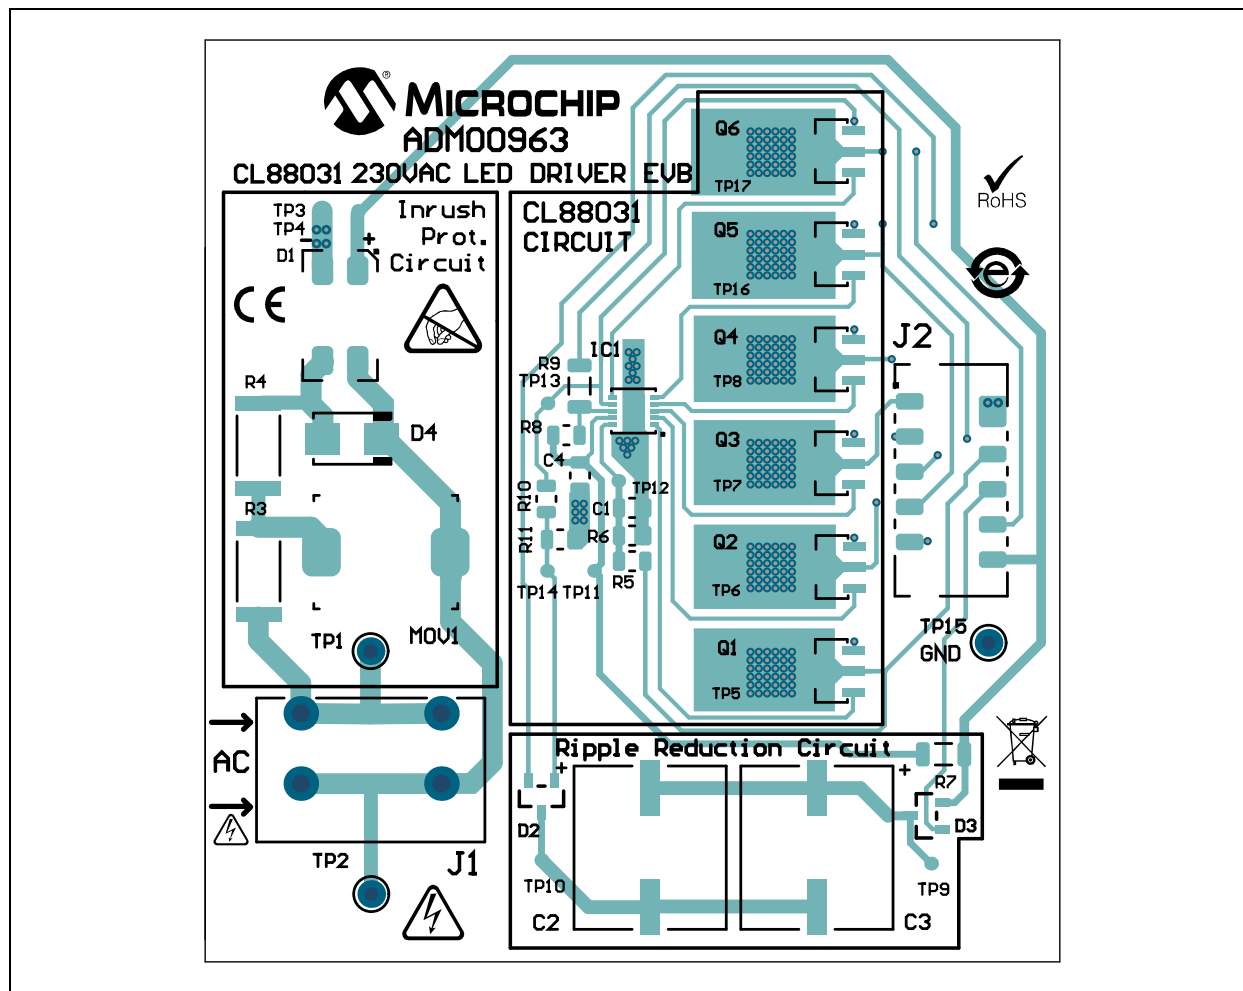 MICROCHIP
®
ADM00963
CL88031 230VAC LED DRIVER EVB
TP3
TP4
D1
+
Inrush
Prot.
Circuit
CE
R4
D4
R3
MOV1
TP1
AC
TP2
J1
CL88031
CIRCUIT
Q6
TP17
Q5
TP16
Q4
TP8
Q3
TP7
Q2
TP6
Q1
TP5
R9
IC1
TP13
R8
C4
R10
TP12
C1
R11
R6
R5
TP14
TP11
RoHS
e
J2
TP15
GND
Ripple Reduction Circuit
+
+
R7
D2
D3
TP10
TP9
C2
C3